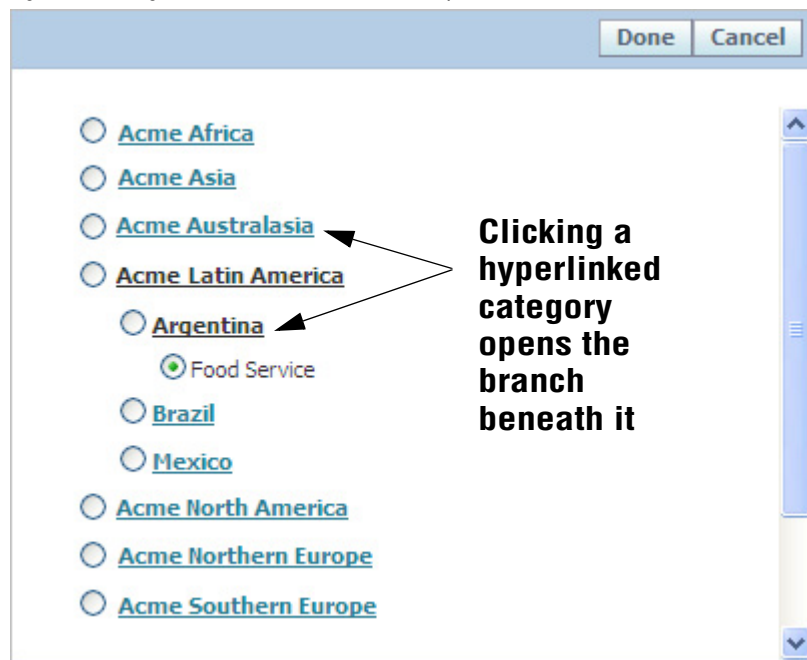 Done Cancel
Acme Africa
Acme Asia
Acme Australasia
Acme Latin America
Argentina
Food Service
Brazil
Mexico
Acme North America
Acme Northern Europe
Acme Southern Europe
Clicking a
hyperlinked
category
opens the
branch
beneath it